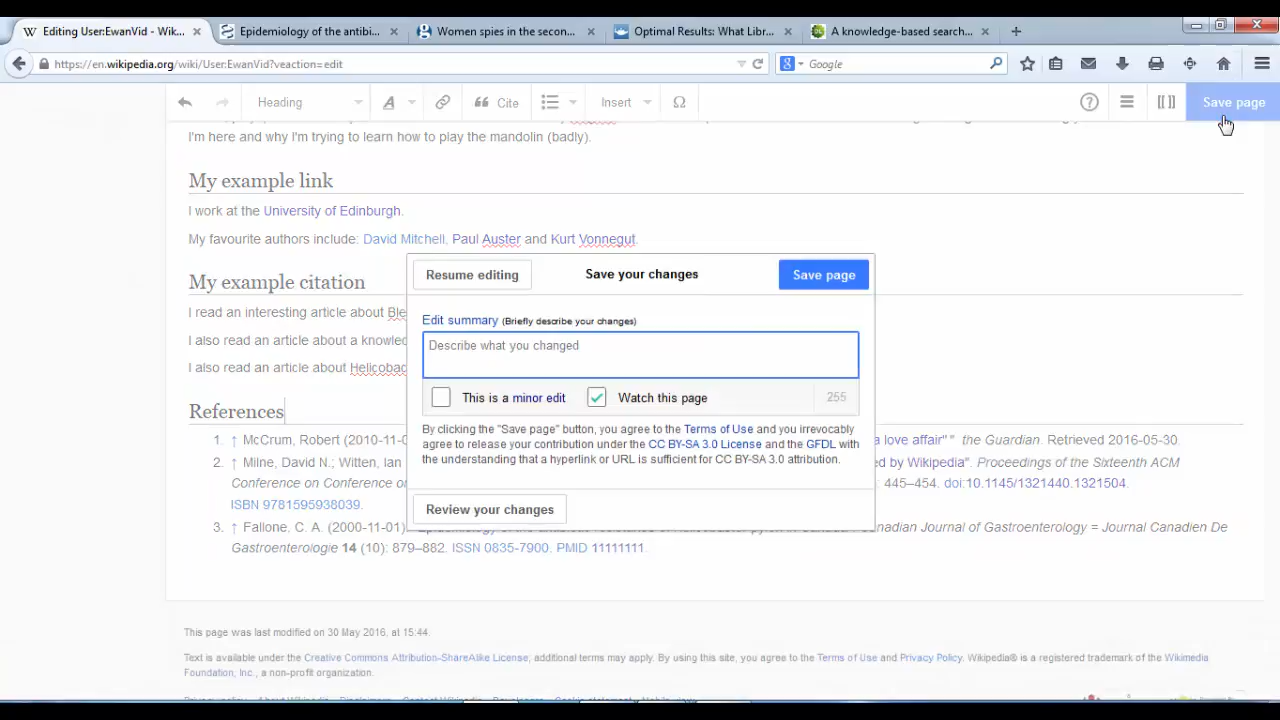 Editing User:EwanVid - Wik...
Epidemiology of the antibi...
Women spies in the secon...
Optimal Results: What Libr...
A knowledge-based search...
https://en.wikipedia.org/wiki/User:EwanVid?veaction=edit
Google
Heading
A
Cite
Insert
Ω
Save page
I'm here and why I'm trying to learn how to play the mandolin (badly).
My example link
I work at the University of Edinburgh.
My favourite authors include: David Mitchell, Paul Auster and Kurt Vonnegut.
My example citation
I read an interesting article about Ble
I also read an article about a knowled
I also read an article about Helicobac
Resume editing
Save your changes
Save page
Edit summary (Briefly describe your changes)
Describe what you changed
This is a minor edit
Watch this page
255
By clicking the "Save page" button, you agree to the Terms of Use and you irrevocably
agree to release your contribution under the CC BY-SA 3.0 License and the GFDL with
the understanding that a hyperlink or URL is sufficient for CC BY-SA 3.0 attribution.
Review your changes
References
1. ↑ McCrum, Robert (2010-11-0 a love affair" " the Guardian. Retrieved 2016-05-30.
2. ↑ Milne, David N.; Witten, Ian ed by Wikipedia". Proceedings of the Sixteenth ACM
Conference on Conference o : 445–454. doi:10.1145/1321440.1321504.
ISBN 9781595938039.
3. ↑ Fallone, C. A. (2000-11-01) Canadian Journal of Gastroenterology = Journal Canadien De
Gastroenterologie 14 (10): 879–882. ISSN 0835-7900. PMID 11111111.
This page was last modified on 30 May 2016, at 15:44.
Text is available under the Creative Commons Attribution-ShareAlike License; additional terms may apply. By using this site, you agree to the Terms of Use and Privacy Policy. Wikipedia® is a registered trademark of the Wikimedia
Foundation, Inc., a non-profit organization.